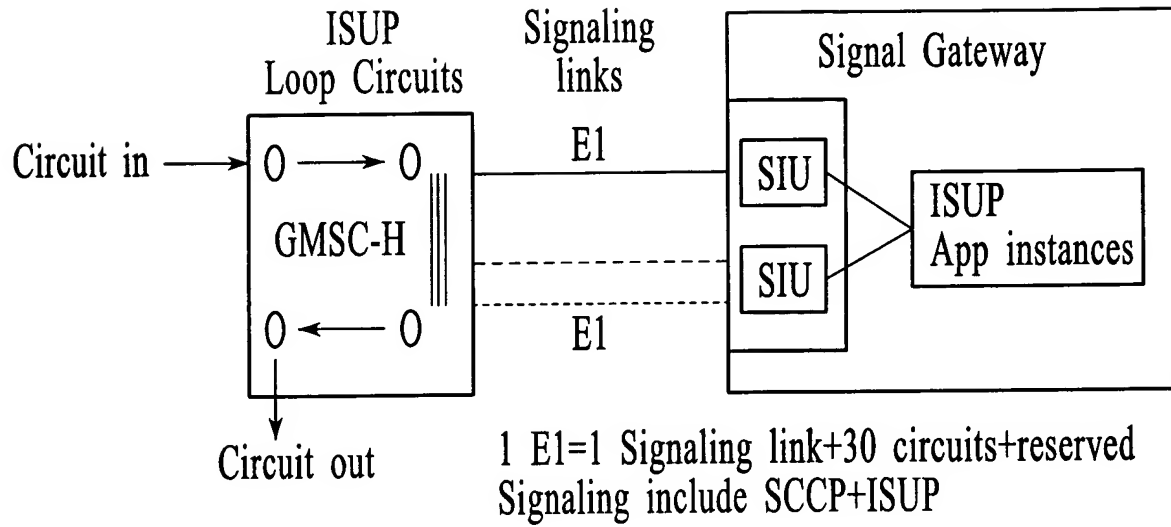 ISUP
Loop Circuits
Signaling
links
Signal Gateway
Circuit in
E1
SIU
GMSC-H
ISUP
App instances
SIU
E1
Circuit out
1 E1=1 Signaling link+30 circuits+reserved
Signaling include SCCP+ISUP